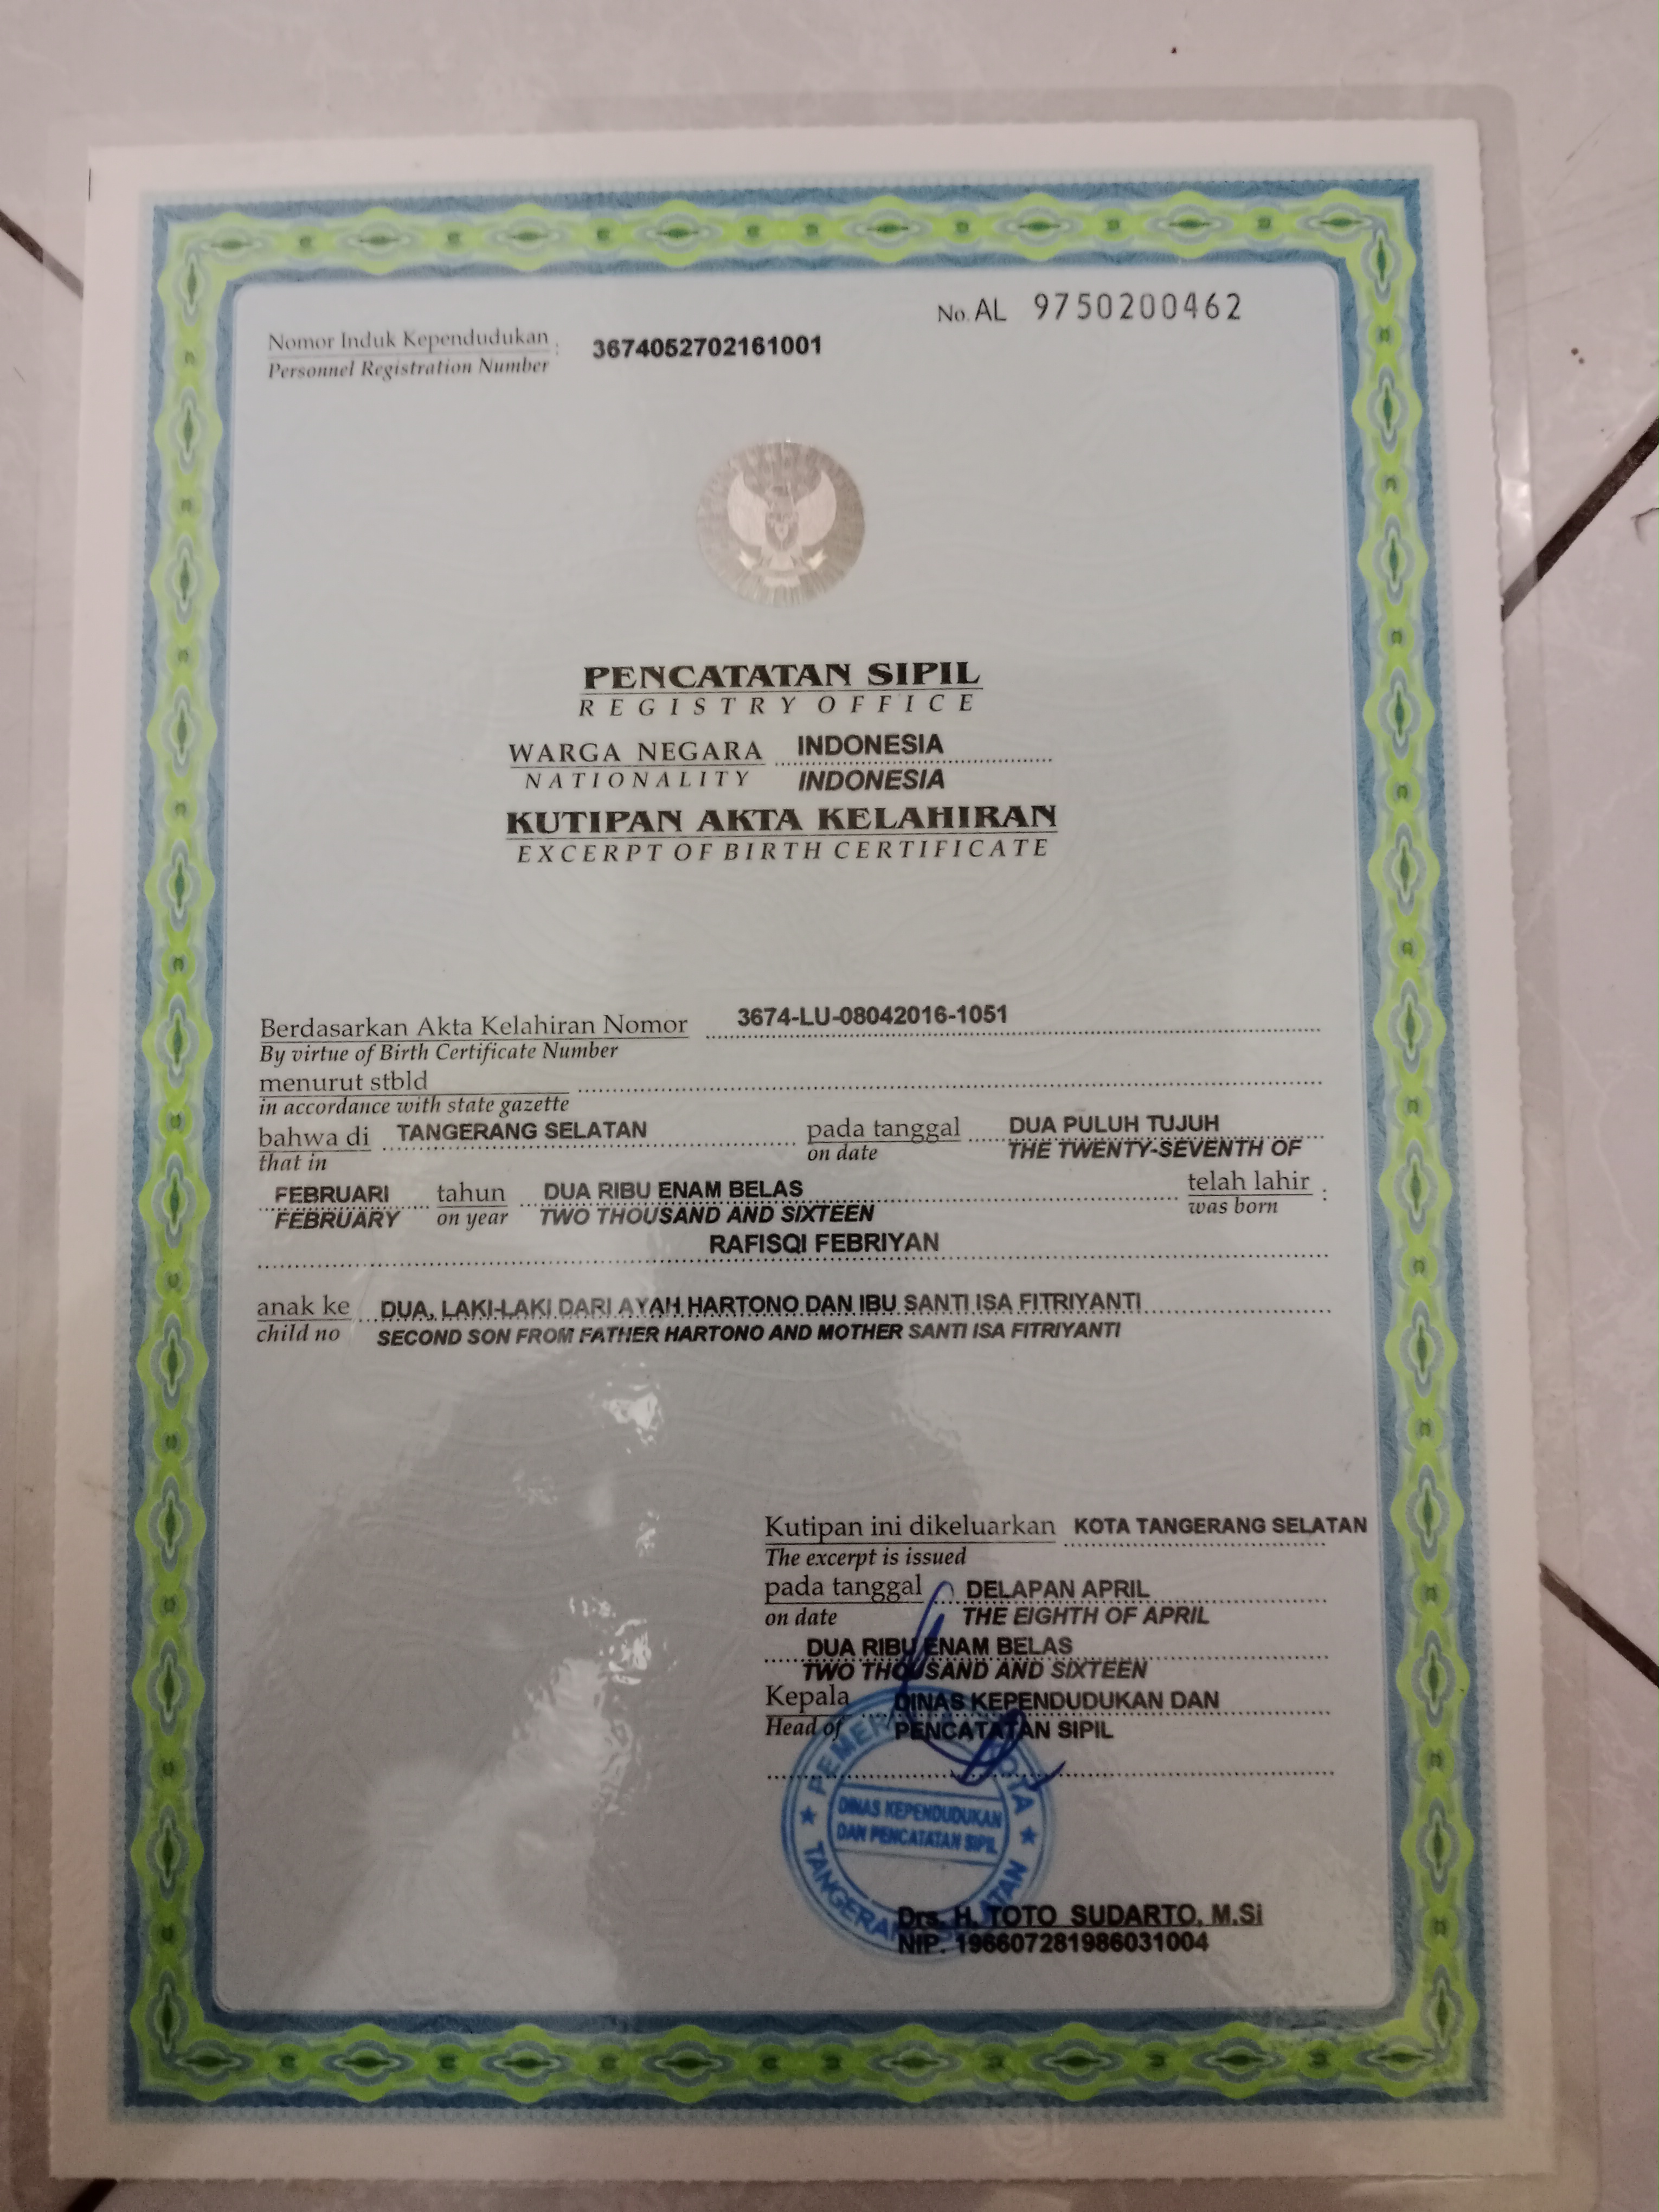 No. AL 9750200462
Nomor Induk Kependudukan : 3674052702161001
Personnel Registration Number
PENCATATAN SIPIL
REGISTRY OFFICE
WARGA NEGARA INDONESIA
NATIONALITY INDONESIA
KUTIPAN AKTA KELAHIRAN
EXCERPT OF BIRTH CERTIFICATE
Berdasarkan Akta Kelahiran Nomor 3674-LU-08042016-1051
By virtue of Birth Certificate Number
menurut stbld
in accordance with state gazette
bahwa di TANGERANG SELATAN pada tanggal DUA PULUH TUJUH
that in on date THE TWENTY-SEVENTH OF
FEBRUARI tahun DUA RIBU ENAM BELAS telah lahir :
FEBRUARY on year TWO THOUSAND AND SIXTEEN was born
RAFISQI FEBRIYAN
anak ke DUA, LAKI-LAKI DARI AYAH HARTONO DAN IBU SANTI ISA FITRIYANTI
child no SECOND SON FROM FATHER HARTONO AND MOTHER SANTI ISA FITRIYANTI
Kutipan ini dikeluarkan KOTA TANGERANG SELATAN
The excerpt is issued
pada tanggal DELAPAN APRIL
on date THE EIGHTH OF APRIL
DUA RIBU ENAM BELAS
TWO THOUSAND AND SIXTEEN
Kepala DINAS KEPENDUDUKAN DAN
Head of PENCATATAN SIPIL
DINAS KEPENDUDUKAN
DAN PENCATATAN SIPIL
Drs. H. TOTO SUDARTO, M.Si
NIP. 196607281986031004